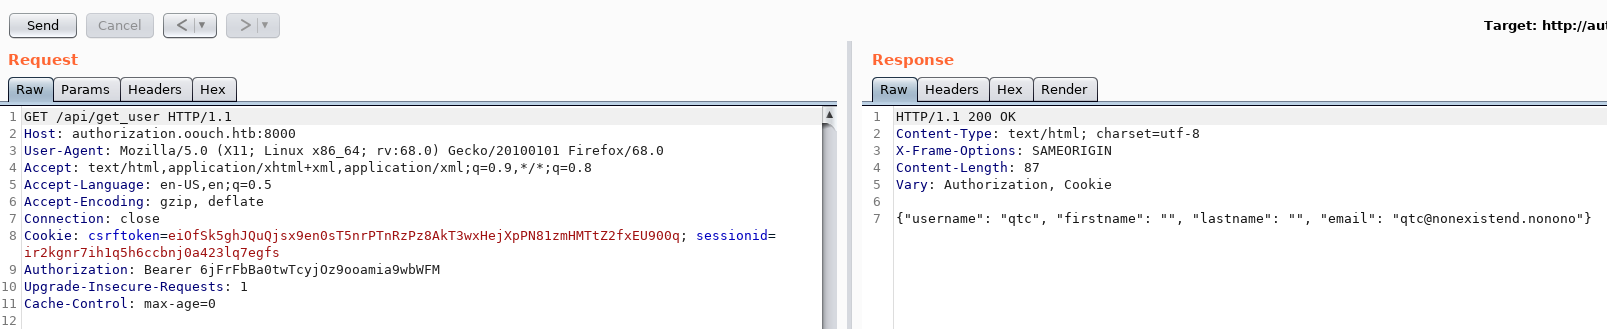 Send Cancel < ▼ > ▼ Target: http://au
Request
Raw Params Headers Hex
1 GET /api/get_user HTTP/1.1
2 Host: authorization.oouch.htb:8000
3 User-Agent: Mozilla/5.0 (X11; Linux x86_64; rv:68.0) Gecko/20100101 Firefox/68.0
4 Accept: text/html,application/xhtml+xml,application/xml;q=0.9,*/*;q=0.8
5 Accept-Language: en-US,en;q=0.5
6 Accept-Encoding: gzip, deflate
7 Connection: close
8 Cookie: csrftoken=eiOfSk5ghJQuQjsx9en0sT5nrPTnRzPz8AkT3wxHejXpPN81zmHMTtZ2fxEU900q; sessionid=
ir2kgnr7ih1q5h6ccbnj0a423lq7egfs
9 Authorization: Bearer 6jFrFbBa0twTcyjOz9ooamia9wbWFM
10 Upgrade-Insecure-Requests: 1
11 Cache-Control: max-age=0
12
Response
Raw Headers Hex Render
1 HTTP/1.1 200 OK
2 Content-Type: text/html; charset=utf-8
3 X-Frame-Options: SAMEORIGIN
4 Content-Length: 87
5 Vary: Authorization, Cookie
6
7 {"username": "qtc", "firstname": "", "lastname": "", "email": "qtc@nonexistend.nonono"}